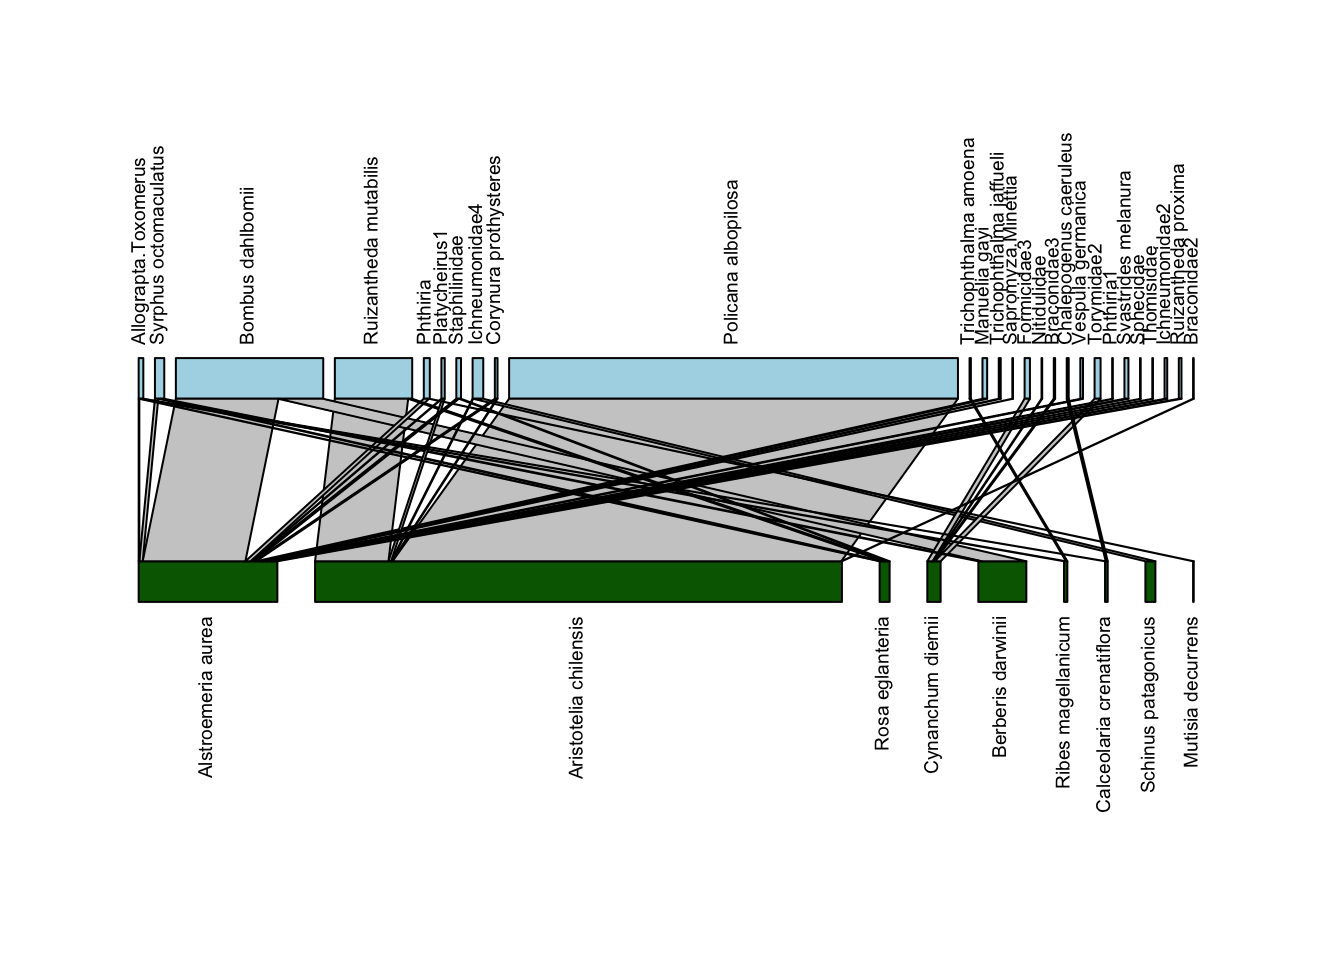 Allograpta.Toxomerus
Syrphus octomaculatus
Bombus dahlbomii
Ruizantheda mutabilis
Phthiria
Platycheirus1
Staphilinidae
Ichneumonidae4
Corynura prothysteres
Policana albopilosa
Trichophthalma amoena
Manuelia gayi
Trichophthalma jaffueli
Sapromyza.Minettia
Formicidae3
Nitidulidae
Braconidae3
Chalepogenus caeruleus
Vespula germanica
Torymidae2
Phthiria1
Svastrides melanura
Sphecidae
Thomisidae
Ichneumonidae2
Ruizantheda proxima
Braconidae2
Alstroemeria aurea
Aristotelia chilensis
Rosa eglanteria
Cynanchum diemii
Berberis darwinii
Ribes magellanicum
Calceolaria crenatiflora
Schinus patagonicus
Mutisia decurrens